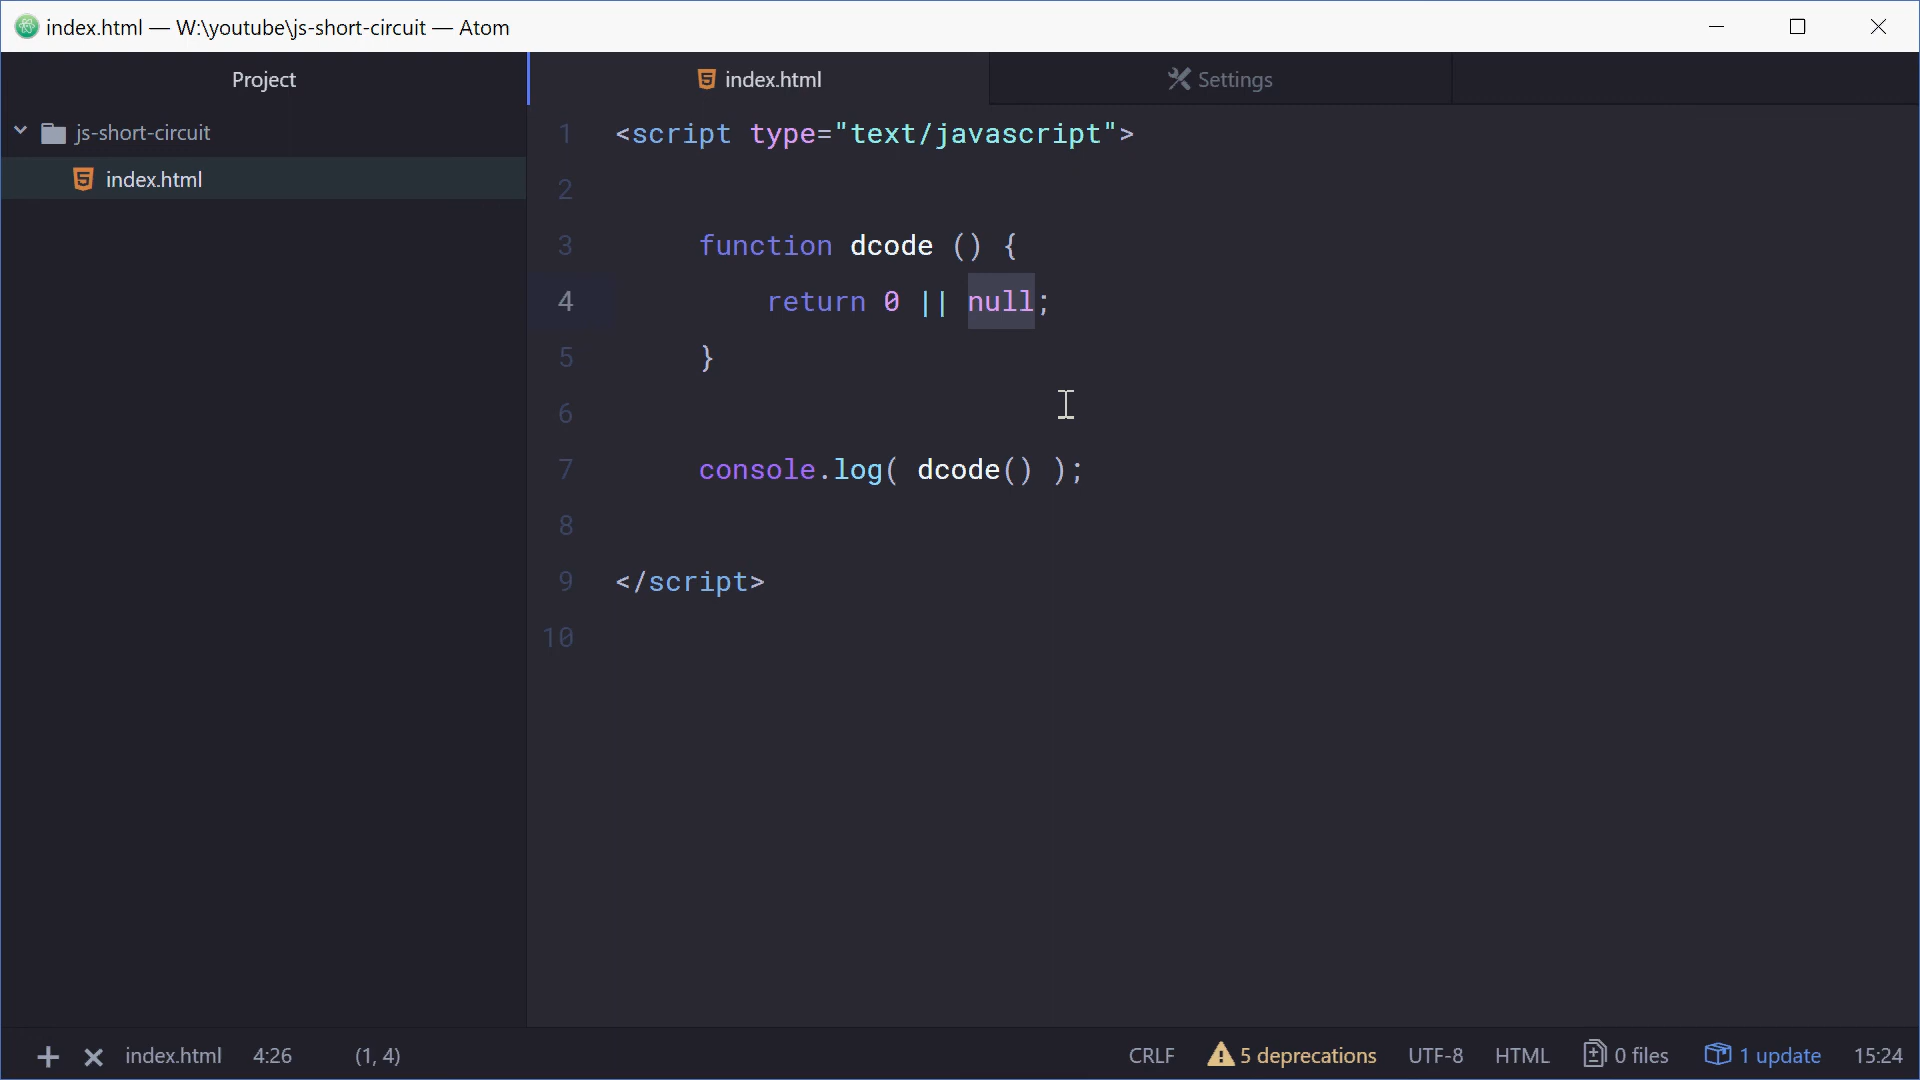 index.html — W:\youtube\js-short-circuit — Atom
Project
js-short-circuit
index.html
index.html
Settings
1 <script type="text/javascript">
2
3 function dcode () {
4 return 0 || null;
5 }
6
7 console.log( dcode() );
8
9 </script>
10
index.html 4:26 (1, 4) CRLF 5 deprecations UTF-8 HTML 0 files 1 update 15:24